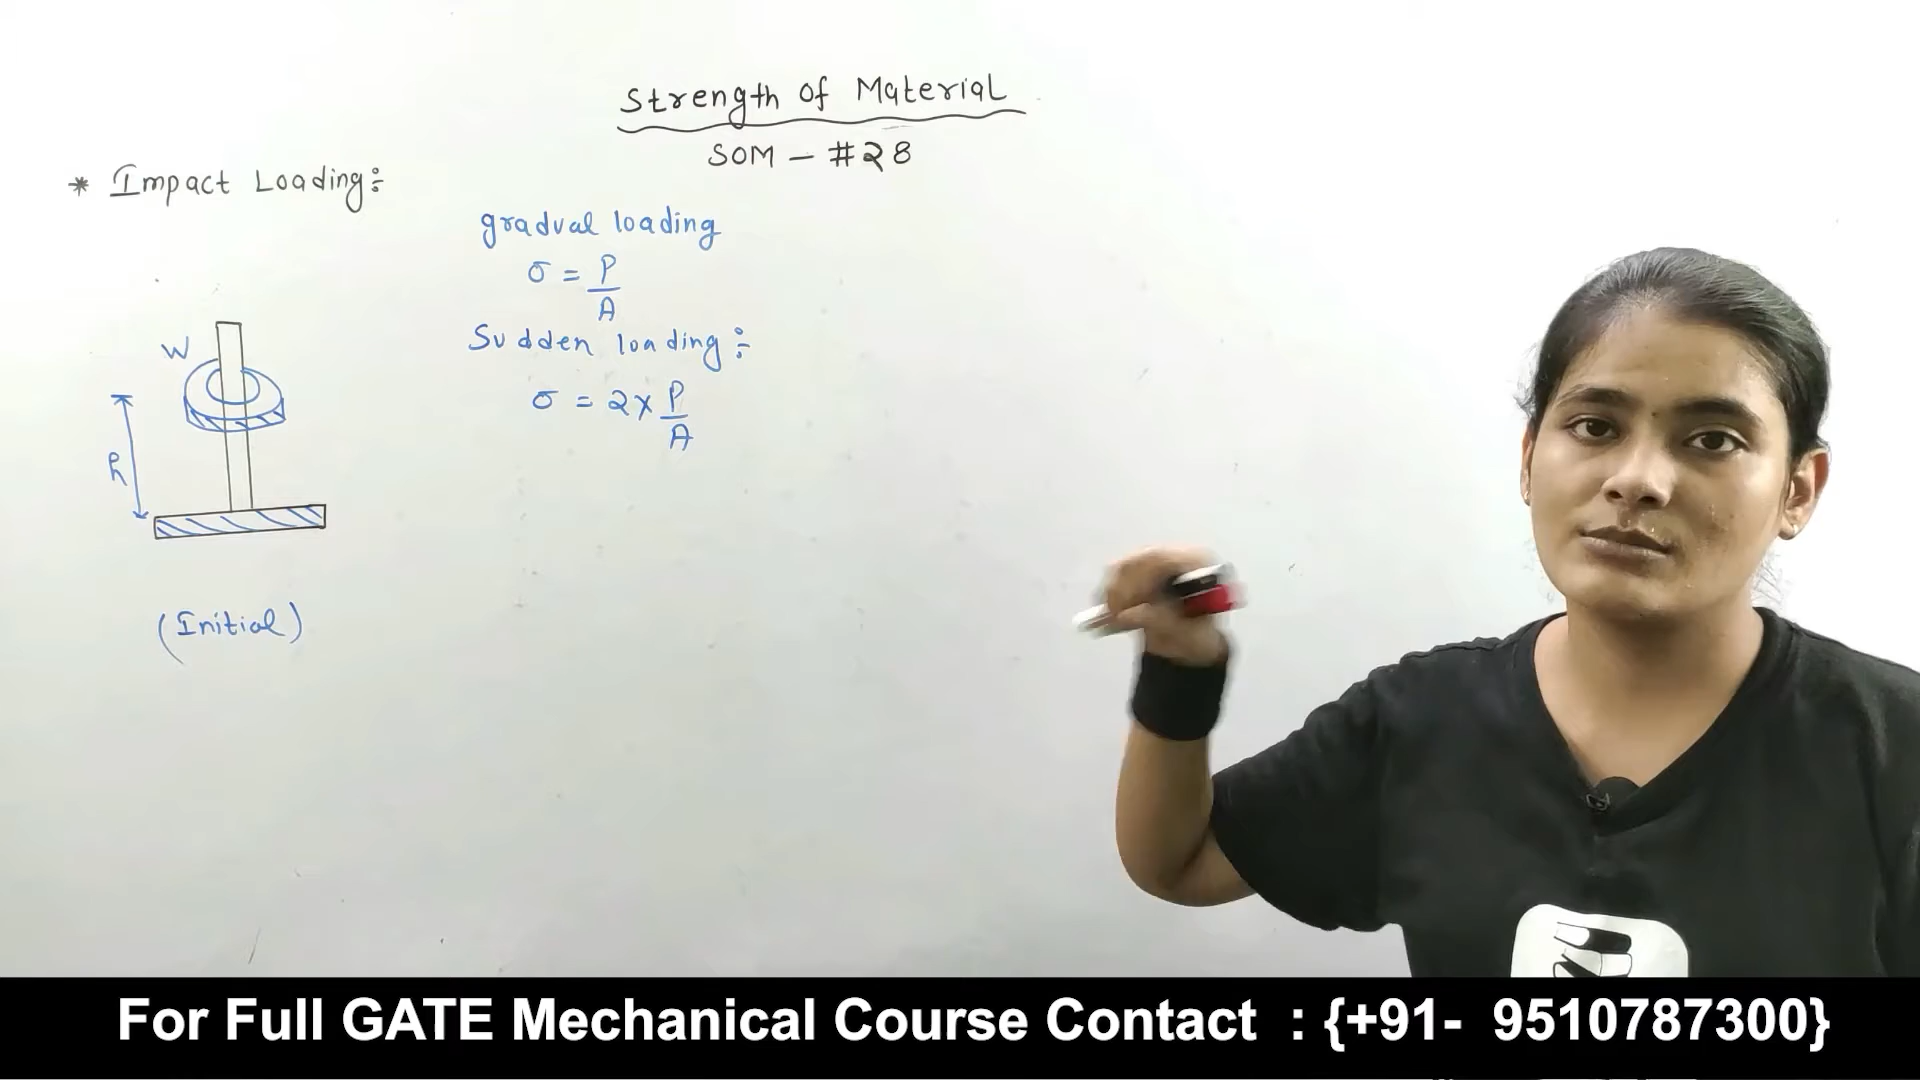 Strength of Material
SOM - #28
* Impact Loading:
gradual loading
σ = P/A
Sudden loading:
σ = 2 x P/A
W
h
(Initial)
For Full GATE Mechanical Course Contact : {+91- 9510787300}